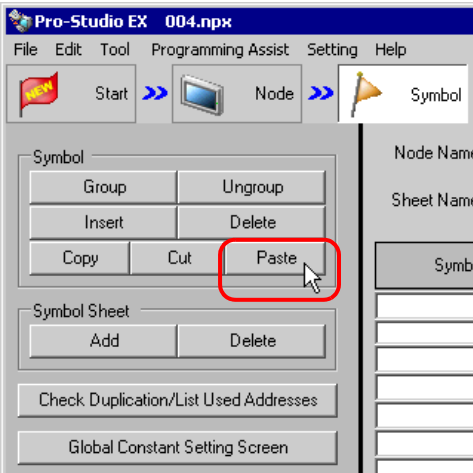 Pro-Studio EX 004.npx
File Edit Tool Programming Assist Setting Help
NEW Start Node Symbol
Symbol
Group Ungroup
Insert Delete
Copy Cut Paste
Symbol Sheet
Add Delete
Check Duplication/List Used Addresses
Global Constant Setting Screen
Node Name
Sheet Name
Symb